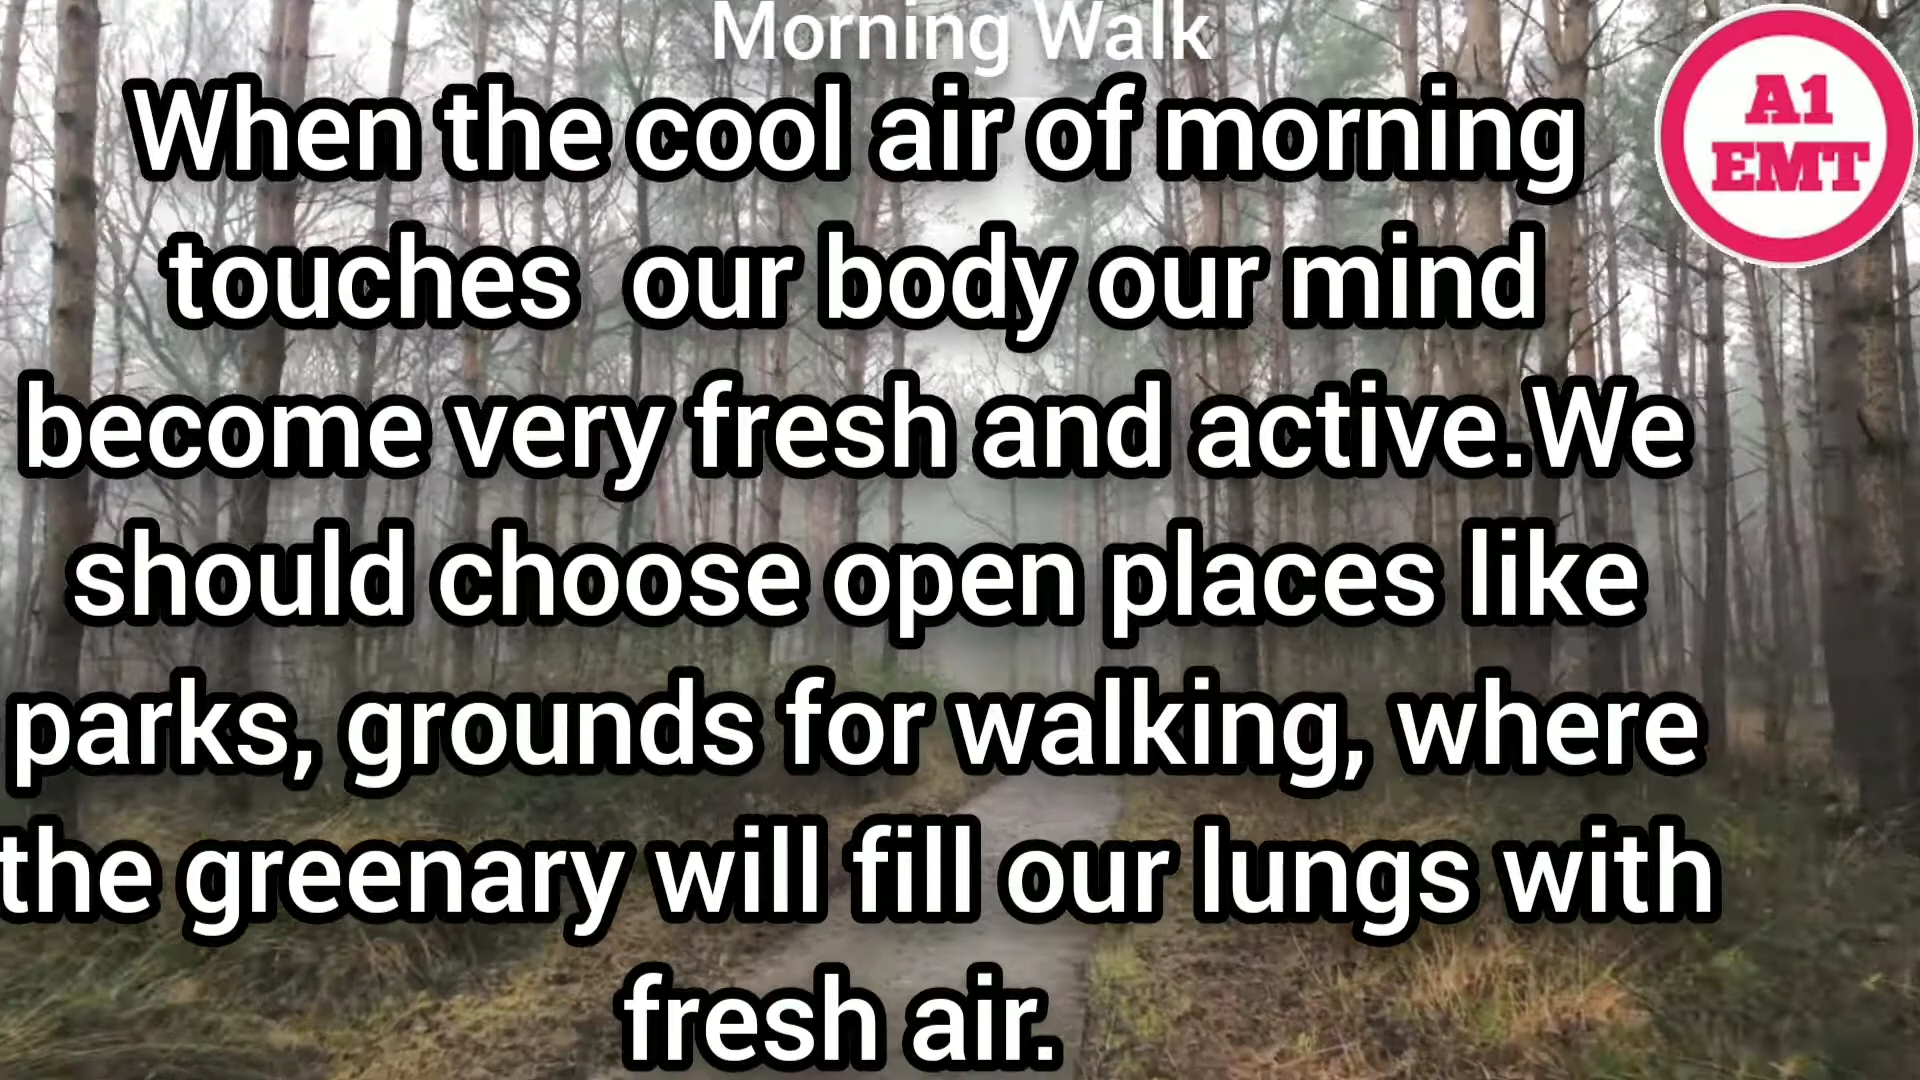 Morning Walk
A1
EMT
When the cool air of morning
touches  our body our mind
become very fresh and active.We
should choose open places like
parks, grounds for walking, where
the greenary will fill our lungs with
fresh air.